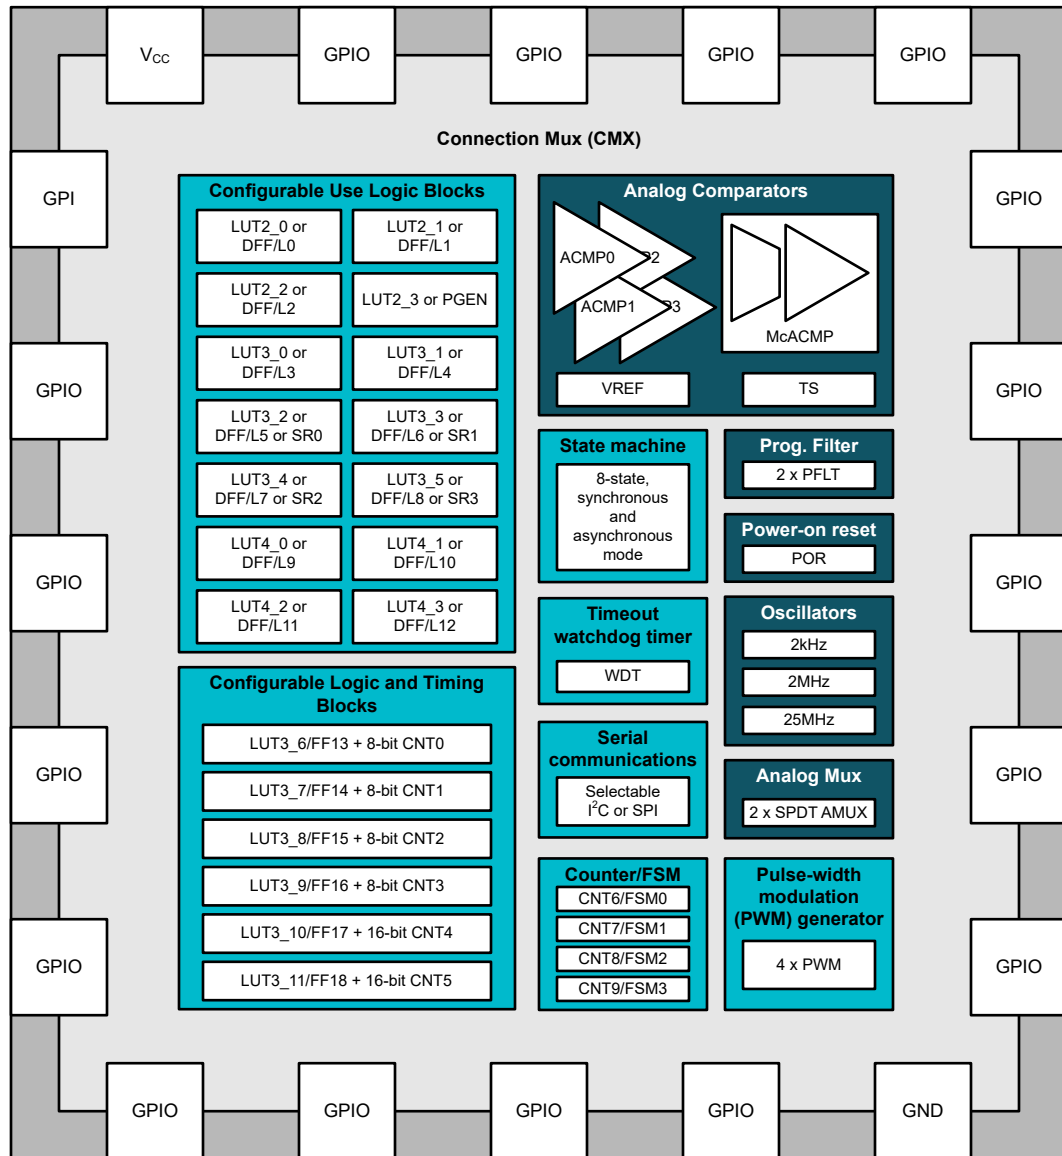 V_CC
GPIO
GPIO
GPIO
GPIO
GPI
GPIO
GPIO
GPIO
GPIO
GPIO
GPIO
GPIO
GPIO
GPIO
GPIO
GPIO
GPIO
GPIO
GND
Connection Mux (CMX)
Configurable Use Logic Blocks
LUT2_0 or
DFF/L0
LUT2_1 or
DFF/L1
LUT2_2 or
DFF/L2
LUT2_3 or PGEN
LUT3_0 or
DFF/L3
LUT3_1 or
DFF/L4
LUT3_2 or
DFF/L5 or SR0
LUT3_3 or
DFF/L6 or SR1
LUT3_4 or
DFF/L7 or SR2
LUT3_5 or
DFF/L8 or SR3
LUT4_0 or
DFF/L9
LUT4_1 or
DFF/L10
LUT4_2 or
DFF/L11
LUT4_3 or
DFF/L12
Configurable Logic and Timing
Blocks
LUT3_6/FF13 + 8-bit CNT0
LUT3_7/FF14 + 8-bit CNT1
LUT3_8/FF15 + 8-bit CNT2
LUT3_9/FF16 + 8-bit CNT3
LUT3_10/FF17 + 16-bit CNT4
LUT3_11/FF18 + 16-bit CNT5
Analog Comparators
ACMP0
P2
ACMP1
P3
McACMP
VREF
TS
State machine
8-state,
synchronous
and
asynchronous
mode
Prog. Filter
2 x PFLT
Power-on reset
POR
Timeout
watchdog timer
WDT
Oscillators
2kHz
2MHz
25MHz
Serial
communications
Selectable
I²C or SPI
Analog Mux
2 x SPDT AMUX
Counter/FSM
CNT6/FSM0
CNT7/FSM1
CNT8/FSM2
CNT9/FSM3
Pulse-width
modulation
(PWM) generator
4 x PWM